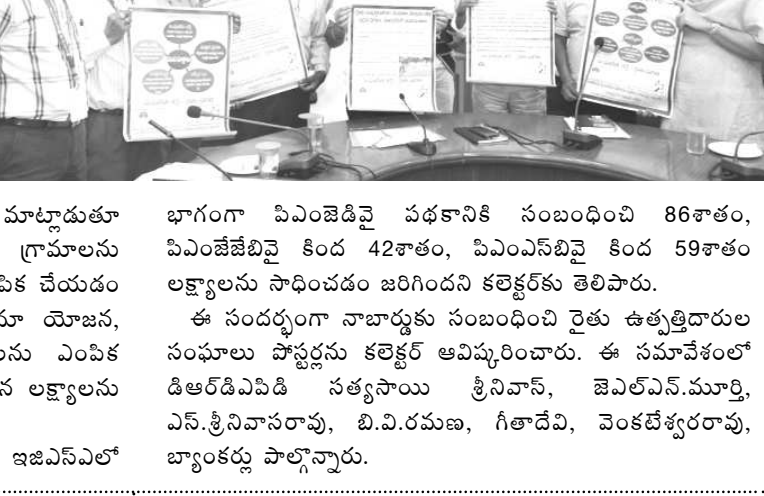 మాట్లాడుతూ
గ్రామాలను
పిక చేయడం
మా యోజన,
లను ఎంపిక
న లక్ష్యాలను
ఇజిఎస్ఎలో
భాగంగా పిఎంజెడివై పథకానికి సంబంధించి 86శాతం,
పిఎంజేజేబివై కింద 42శాతం, పిఎంఎస్‌బివై కింద 59శాతం
లక్ష్యాలను సాధించడం జరిగిందని కలెక్టర్‌కు తెలిపారు.
ఈ సందర్భంగా నాబార్డుకు సంబంధించి రైతు ఉత్పత్తిదారుల
సంఘాలు పోస్టర్లను కలెక్టర్ ఆవిష్కరించారు. ఈ సమావేశంలో
డిఆర్‌డిఎపిడి సత్యసాయి శ్రీనివాస్, జెఎల్ఎన్.మూర్తి,
ఎస్.శ్రీనివాసరావు, బి.వి.రమణ, గీతాదేవి, వెంకటేశ్వరరావు,
బ్యాంకర్లు పాల్గొన్నారు.